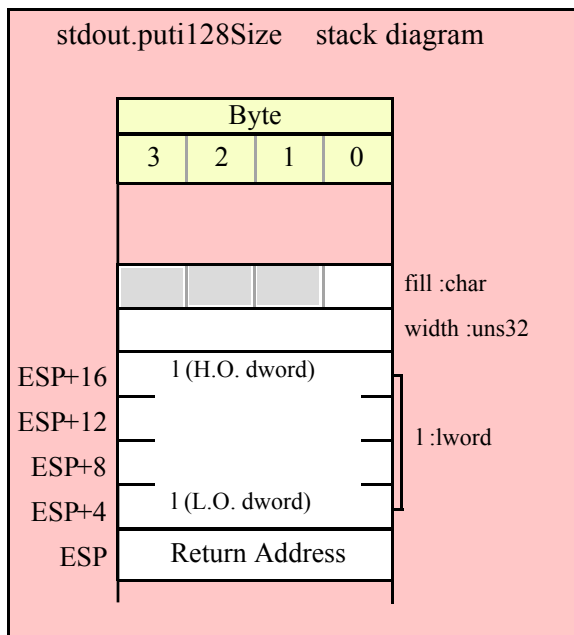 stdout.puti128Size stack diagram
Byte
3 2 1 0
fill :char
width :uns32
ESP+16 l (H.O. dword)
ESP+12
l :lword
ESP+8
ESP+4 l (L.O. dword)
ESP Return Address